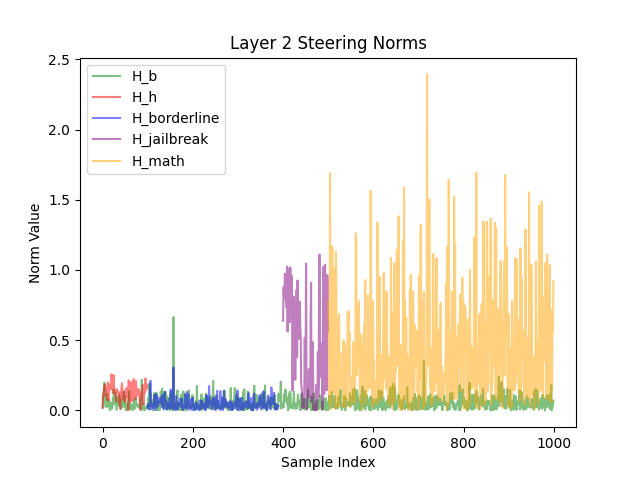 Layer 2 Steering Norms
2.5
2.0
1.5
1.0
0.5
0.0
Norm Value
H_b
H_h
H_borderline
H_jailbreak
H_math
0
200
400
600
800
1000
Sample Index